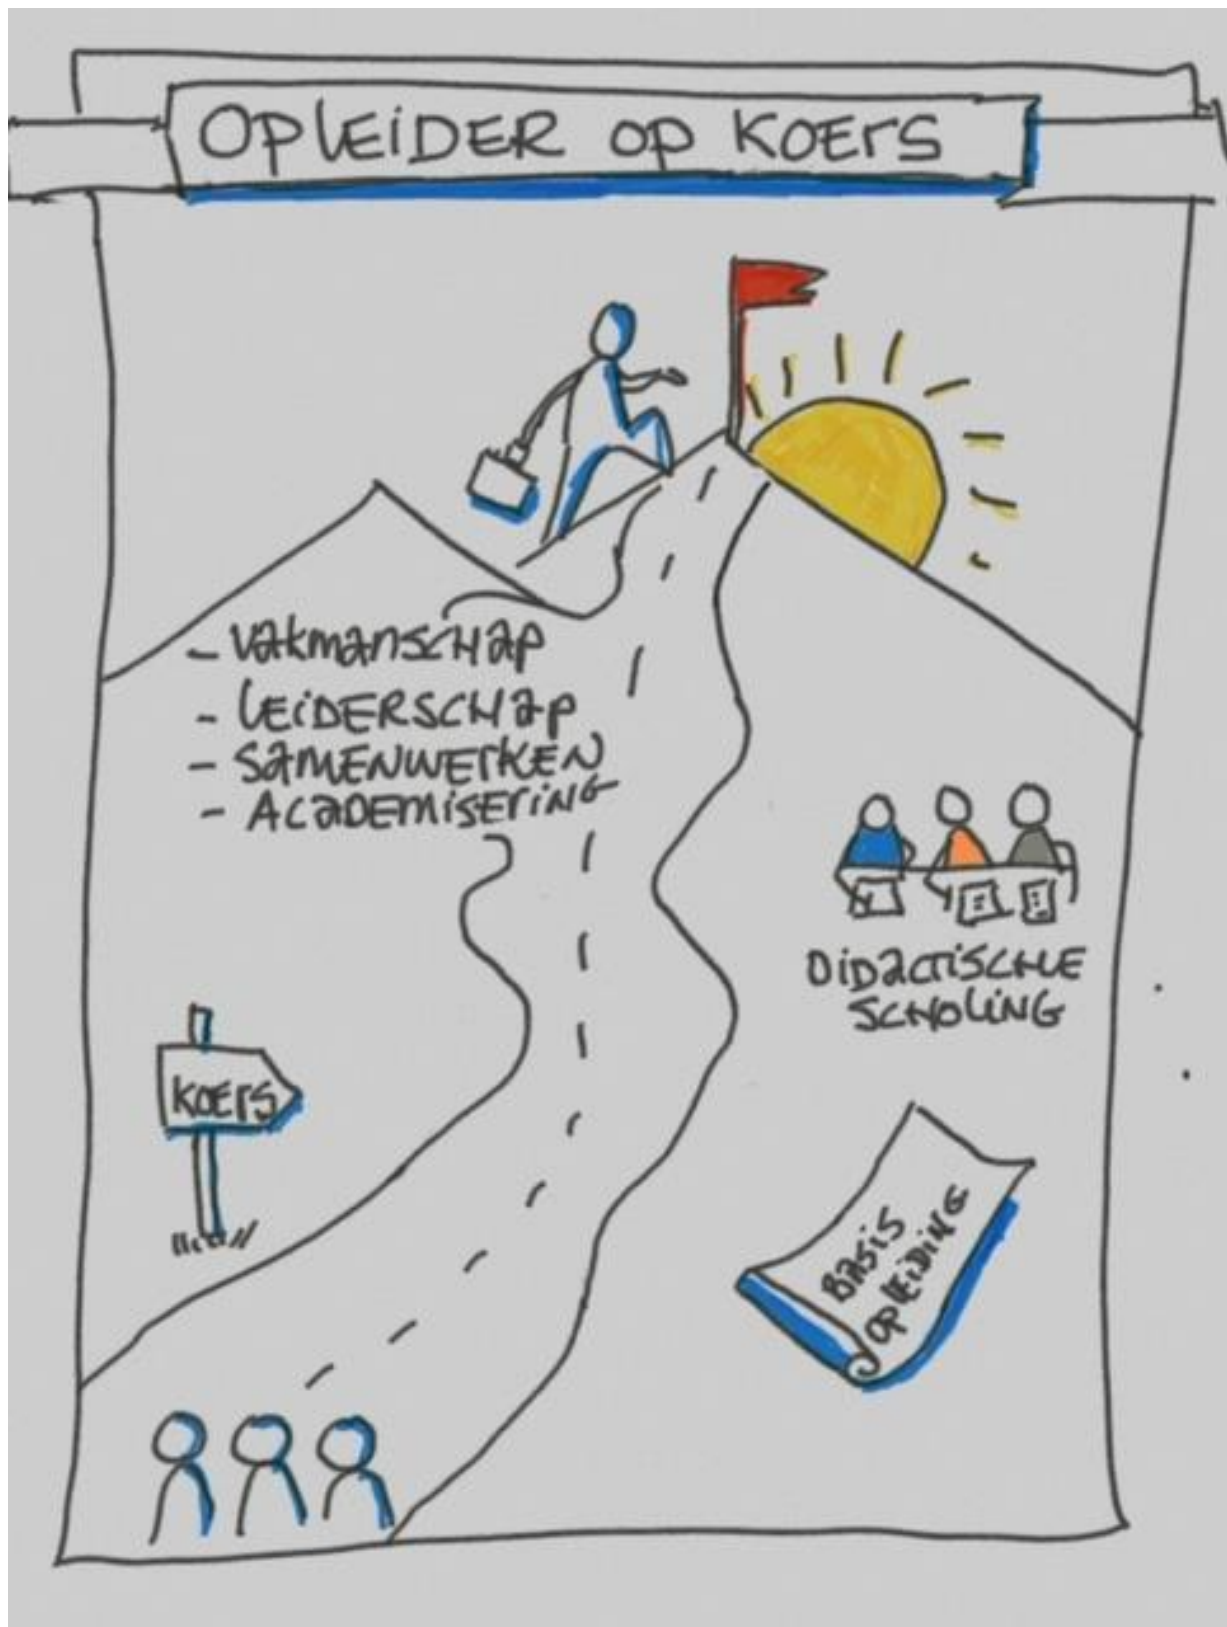 OPLEIDER OP KOERS
- VAKMANSCHAP
- LEIDERSCHAP
- SAMENWERKEN
- ACADEMISERING
DIDACTISCHE
SCHOLING
KOERS
BASIS
OPLEIDING